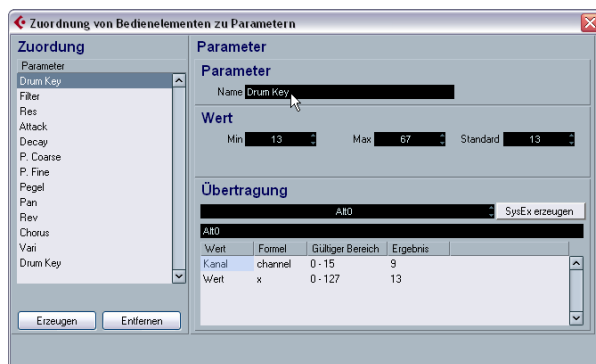 Zuordnung von Bedienelementen zu Parametern
Zuordung
Parameter
Drum Key
Filter
Res
Attack
Decay
P. Coarse
P. Fine
Pegel
Pan
Rev
Chorus
Vari
Drum Key
Erzeugen Entfernen
Parameter
Parameter
Name Drum Key
Wert
Min 13 Max 67 Standard 13
Übertragung
Alt0 SysEx erzeugen
Alt0
Wert Formel Gültiger Bereich Ergebnis
Kanal channel 0 - 15 9
Wert x 0 - 127 13